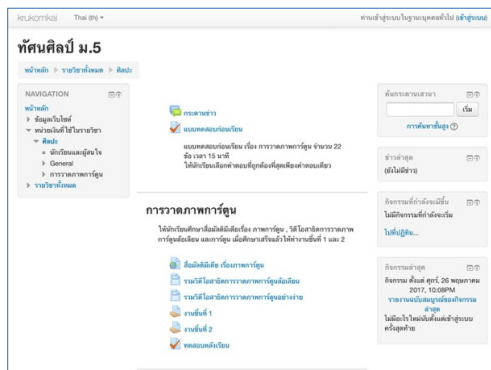 krukomkai Thai (th)
ท่านเข้าสู่ระบบในฐานะบุคคลทั่วไป (เข้าสู่ระบบ)
ทัศนศิลป์ ม.5
หน้าหลัก รายวิชาทั้งหมด ศิลปะ
NAVIGATION
หน้าหลัก
ข้อมูลเว็บไซต์
หน่วยเงินที่ใช้ในรายวิชา
ศิลปะ
นักเรียนและผู้สนใจ
General
การวาดภาพการ์ตูน
รายวิชาทั้งหมด
กระดานข่าว
แบบทดสอบก่อนเรียน
แบบทดสอบก่อนเรียน เรื่อง การวาดภาพการ์ตูน จำนวน 22
ข้อ เวลา 15 นาที
ให้นักเรียนเลือกคำตอบที่ถูกต้องที่สุดเพียงคำตอบเดียว
การวาดภาพการ์ตูน
ให้นักเรียนศึกษาสื่อมัลติมีเดียเรื่อง ภาพการ์ตูน , วีดีโอสาธิตการวาดภาพ
การ์ตูนล้อเลียน และการ์ตูน เมื่อศึกษาเสร็จแล้วให้ทำงานชิ้นที่ 1 และ 2
สื่อมัลติมีเดีย เรื่องภาพการ์ตูน
รวมวีดีโอสาธิตการวาดภาพการ์ตูนล้อเลียน
รวมวีดีโอสาธิตการวาดภาพการ์ตูนอย่างง่าย
งานชิ้นที่ 1
งานชิ้นที่ 2
ทดสอบหลังเรียน
ค้นกระดานเสวนา
เริ่ม
การค้นหาขั้นสูง
ข่าวล่าสุด
(ยังไม่มีข่าว)
กิจกรรมที่กำลังจะมีขึ้น
ไม่มีกิจกรรมที่กำลังจะเริ่ม
ไปที่ปฏิทิน...
กิจกรรมล่าสุด
กิจกรรม ตั้งแต่ ศุกร์, 26 พฤษภาคม
2017, 10:08PM
รายงานฉบับสมบูรณ์ของกิจกรรม
ล่าสุด
ไม่มีอะไรใหม่นับตั้งแต่เข้าสู่ระบบ
ครั้งสุดท้าย